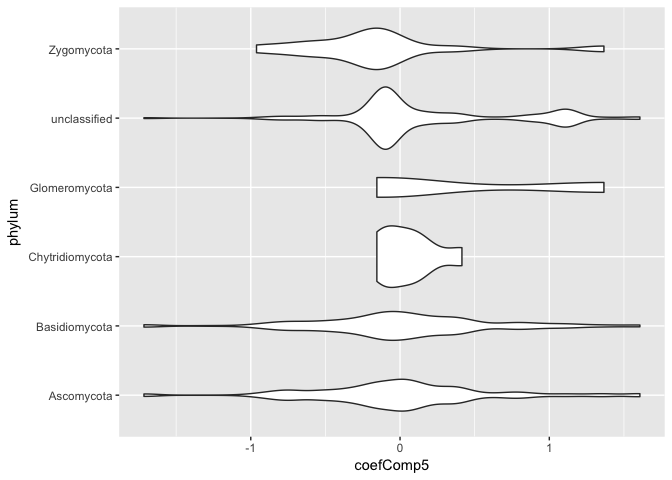 Zygomycota
unclassified
Glomeromycota
Chytridiomycota
Basidiomycota
Ascomycota
phylum
-1 0 1
coefComp5